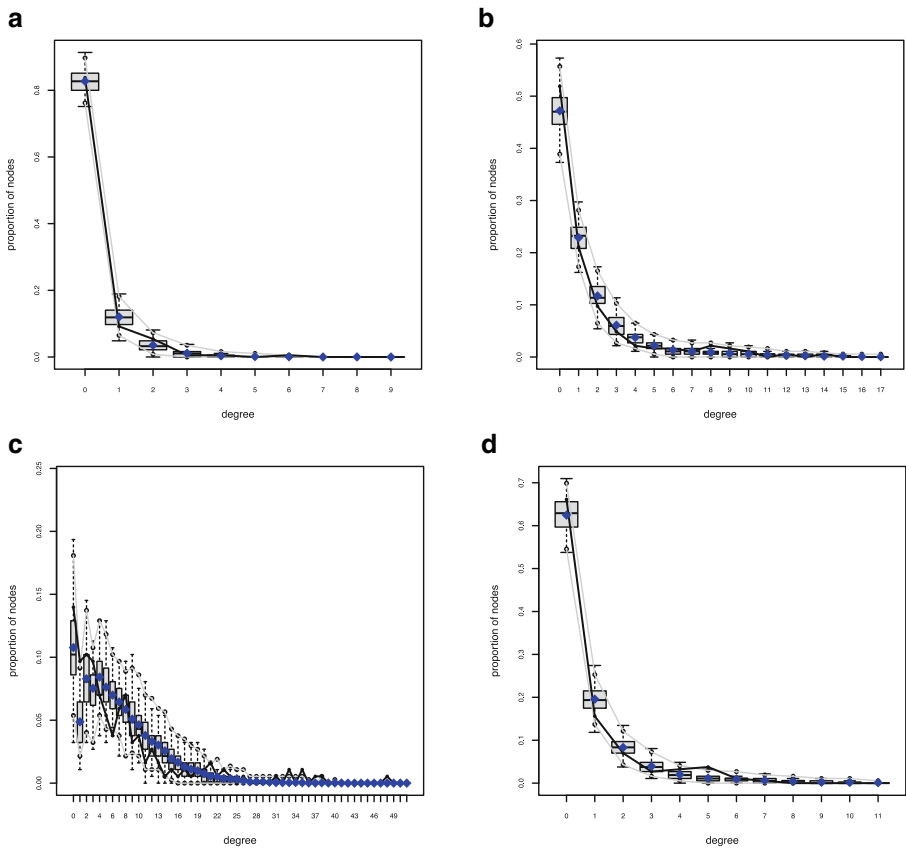 a
b
0.8
0.6
0.4
0.2
0.0
proportion of nodes
0 1 2 3 4 5 6 7 8 9
degree
0.6
0.5
0.4
0.3
0.2
0.1
0.0
proportion of nodes
0 1 2 3 4 5 6 7 8 9 10 11 12 13 14 15 16 17
degree
c
d
0.25
0.20
0.15
0.10
0.05
0.00
proportion of nodes
0 2 4 6 8 10 13 16 19 22 25 28 31 34 37 40 43 46 49
degree
0.7
0.6
0.5
0.4
0.3
0.2
0.1
0.0
proportion of nodes
0 1 2 3 4 5 6 7 8 9 10 11
degree